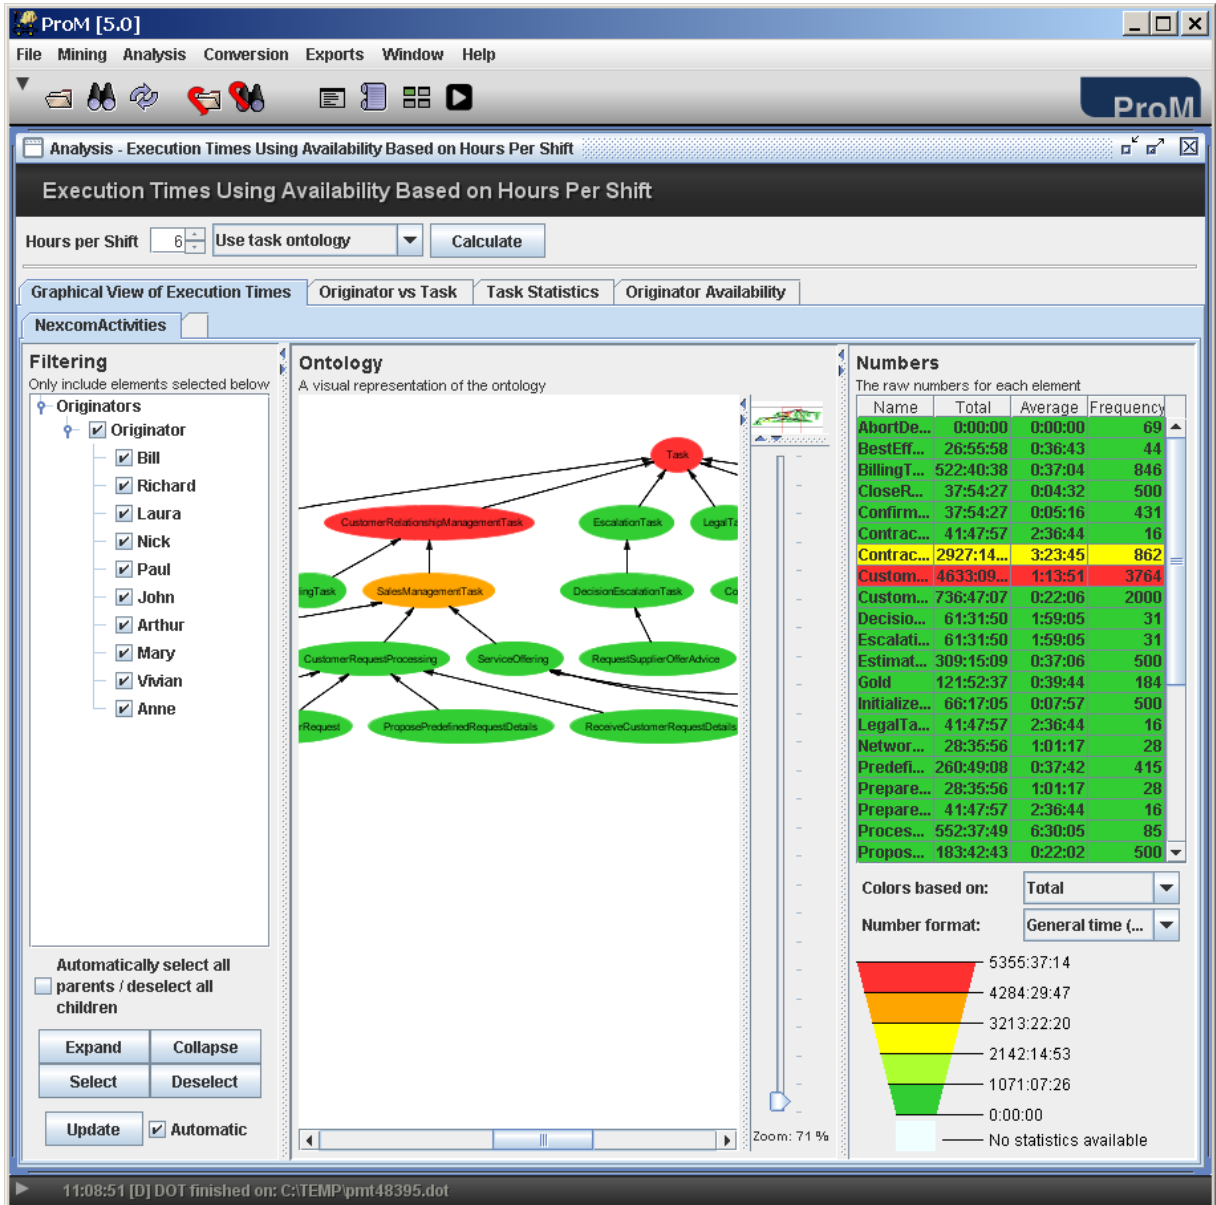 ProM [5.0]
File Mining Analysis Conversion Exports Window Help
ProM
Analysis - Execution Times Using Availability Based on Hours Per Shift
Execution Times Using Availability Based on Hours Per Shift
Hours per Shift 6 Use task ontology Calculate
Graphical View of Execution Times Originator vs Task Task Statistics Originator Availability
NexcomActivities
Filtering
Only include elements selected below
Originators
Originator
Bill
Richard
Laura
Nick
Paul
John
Arthur
Mary
Vivian
Anne
Automatically select all
parents / deselect all
children
Expand Collapse
Select Deselect
Update Automatic
Ontology
A visual representation of the ontology
Task
CustomerRelationshipManagementTask EscalationTask LegalTa
ingTask SalesManagementTask DecisionEscalationTask Co
CustomerRequestProcessing ServiceOffering RequestSupplierOfferAdvice
rRequest ProposePredefinedRequestDetails ReceiveCustomerRequestDetails
Zoom: 71 %
Numbers
The raw numbers for each element
Name Total Average Frequency
AbortDe... 0:00:00 0:00:00 69
BestEff... 26:55:58 0:36:43 44
BillingT... 522:40:38 0:37:04 846
CloseR... 37:54:27 0:04:32 500
Confirm... 37:54:27 0:05:16 431
Contrac... 41:47:57 2:36:44 16
Contrac... 2927:14... 3:23:45 862
Custom... 4633:09... 1:13:51 3764
Custom... 736:47:07 0:22:06 2000
Decisio... 61:31:50 1:59:05 31
Escalati... 61:31:50 1:59:05 31
Estimat... 309:15:09 0:37:06 500
Gold 121:52:37 0:39:44 184
Initialize... 66:17:05 0:07:57 500
LegalTa... 41:47:57 2:36:44 16
Networ... 28:35:56 1:01:17 28
Predefi... 260:49:08 0:37:42 415
Prepare... 28:35:56 1:01:17 28
Prepare... 41:47:57 2:36:44 16
Proces... 552:37:49 6:30:05 85
Propos... 183:42:43 0:22:02 500
Colors based on: Total
Number format: General time (...
5355:37:14
4284:29:47
3213:22:20
2142:14:53
1071:07:26
0:00:00
No statistics available
11:08:51 [D] DOT finished on: C:\TEMP\pmt48395.dot